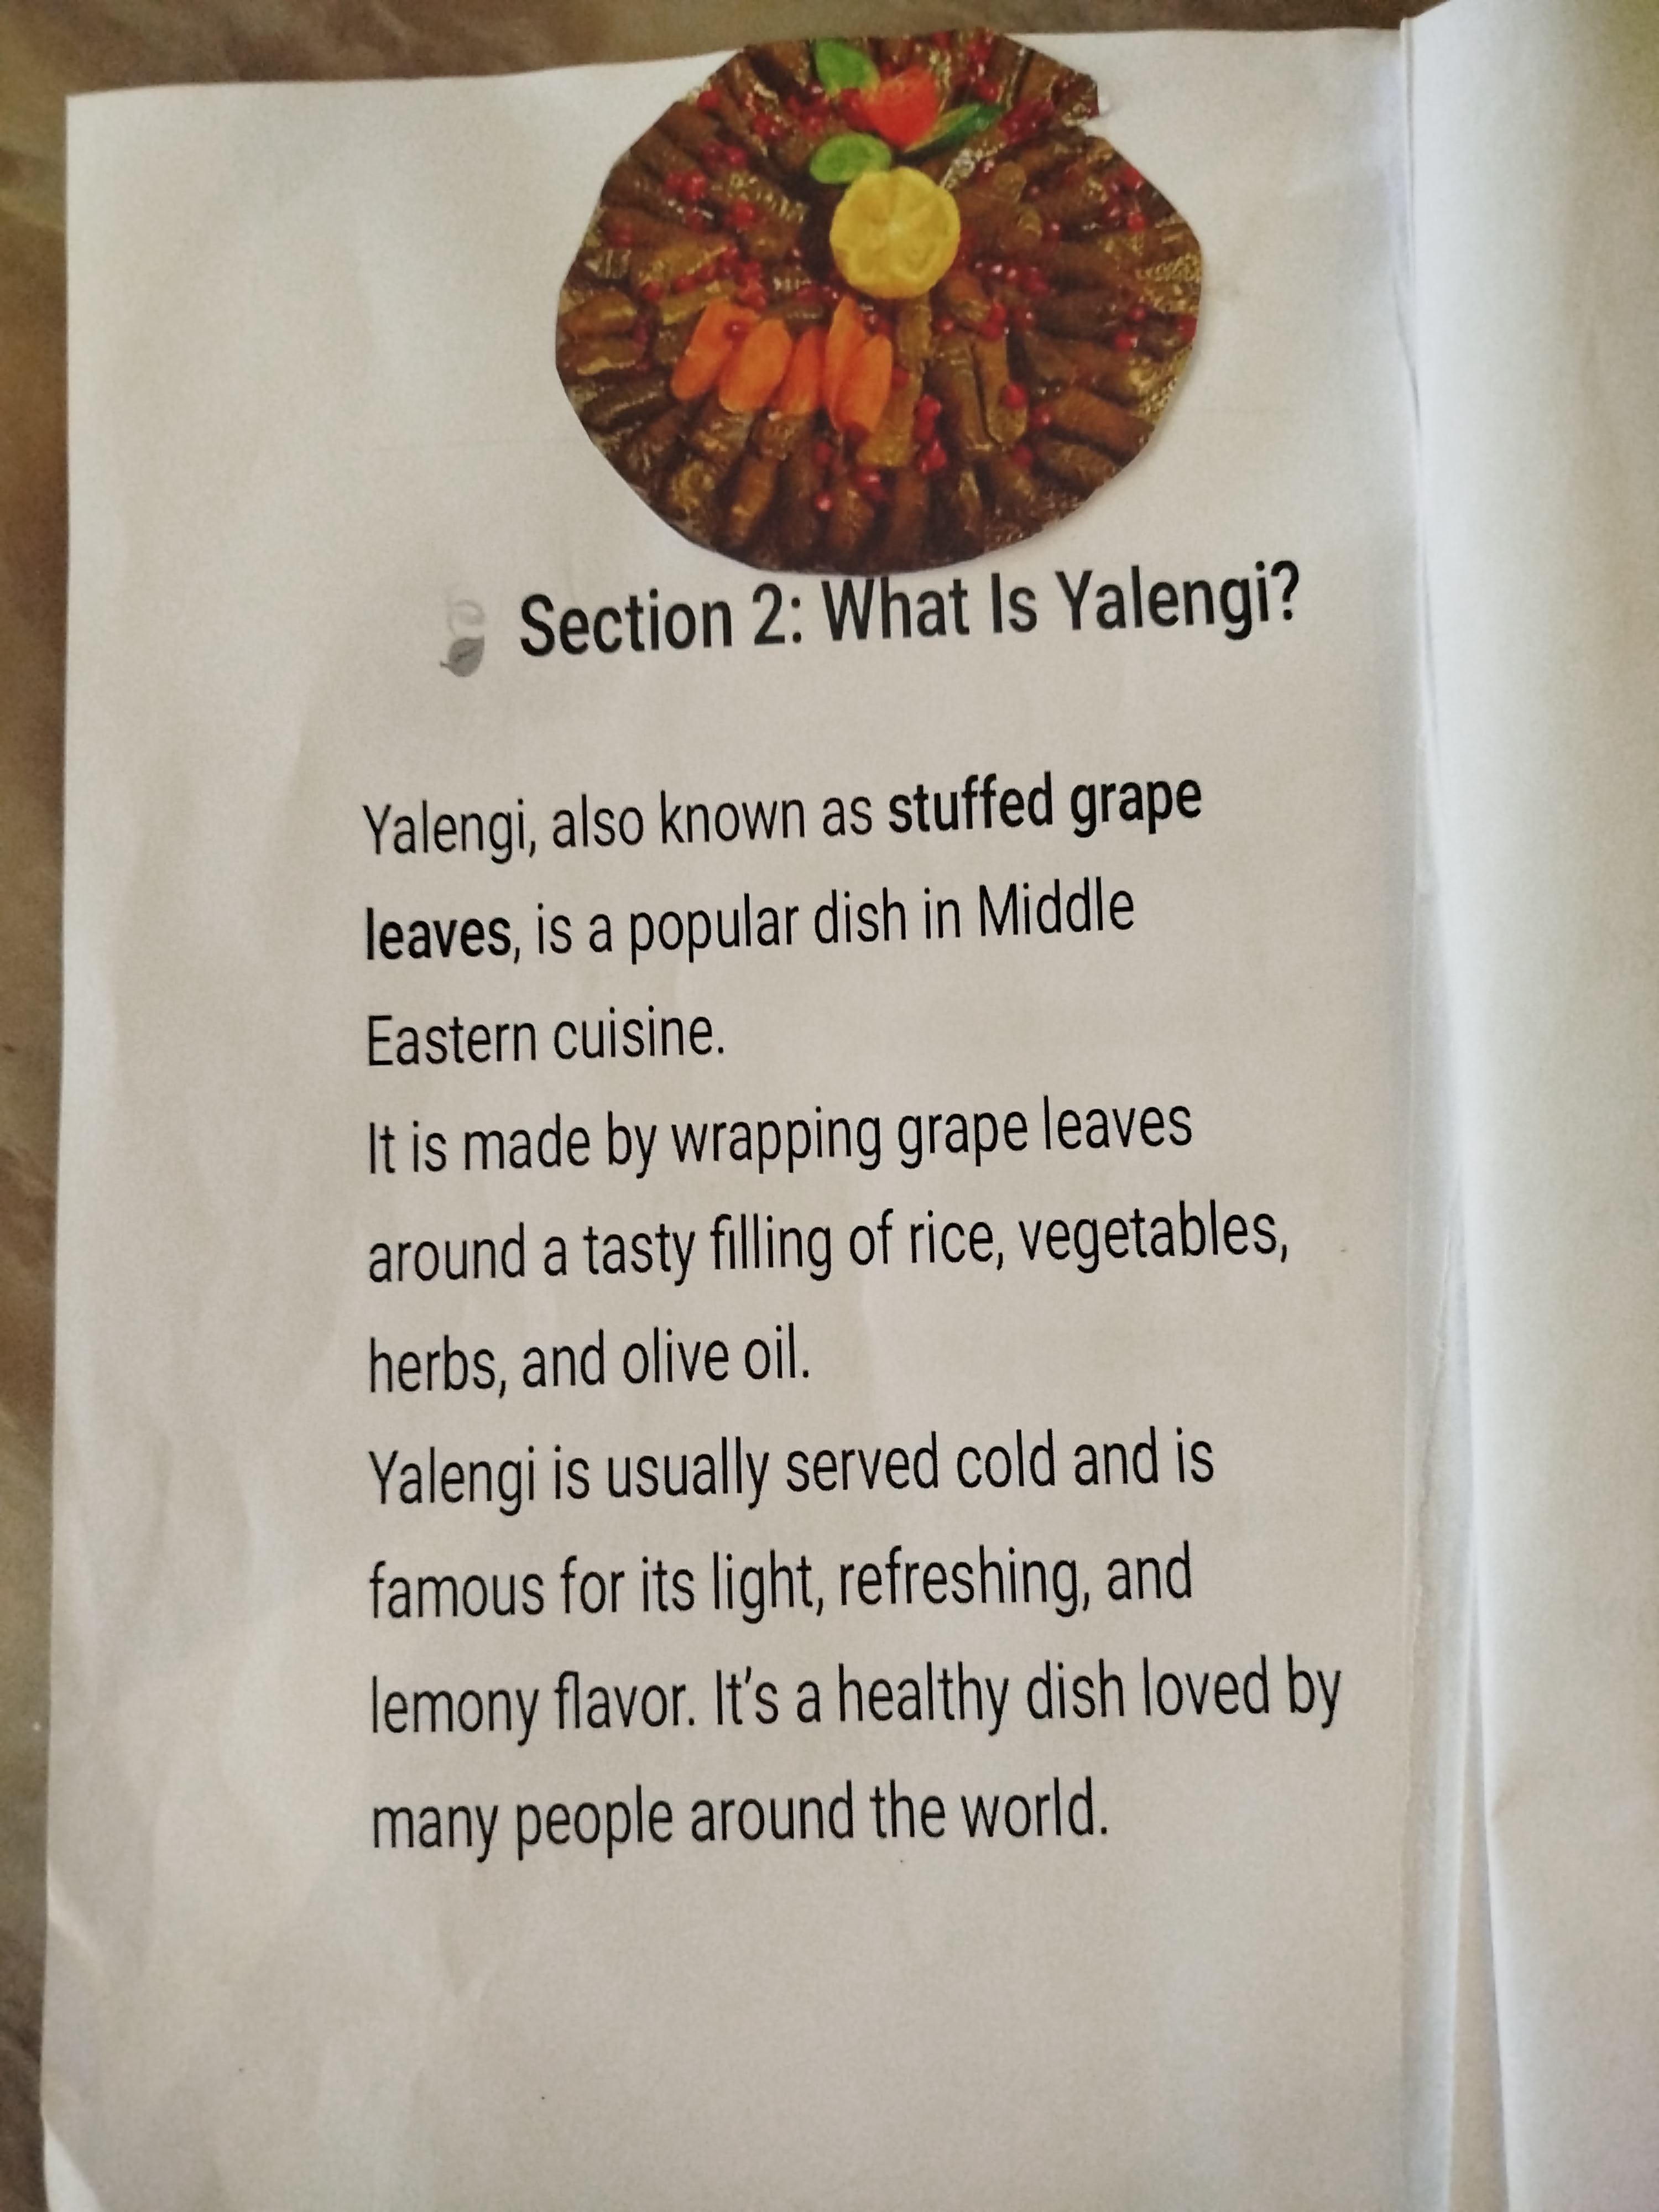 Section 2: What Is Yalengi?
Yalengi, also known as stuffed grape
leaves, is a popular dish in Middle
Eastern cuisine.
It is made by wrapping grape leaves
around a tasty filling of rice, vegetables,
herbs, and olive oil.
Yalengi is usually served cold and is
famous for its light, refreshing, and
lemony flavor. It's a healthy dish loved by
many people around the world.